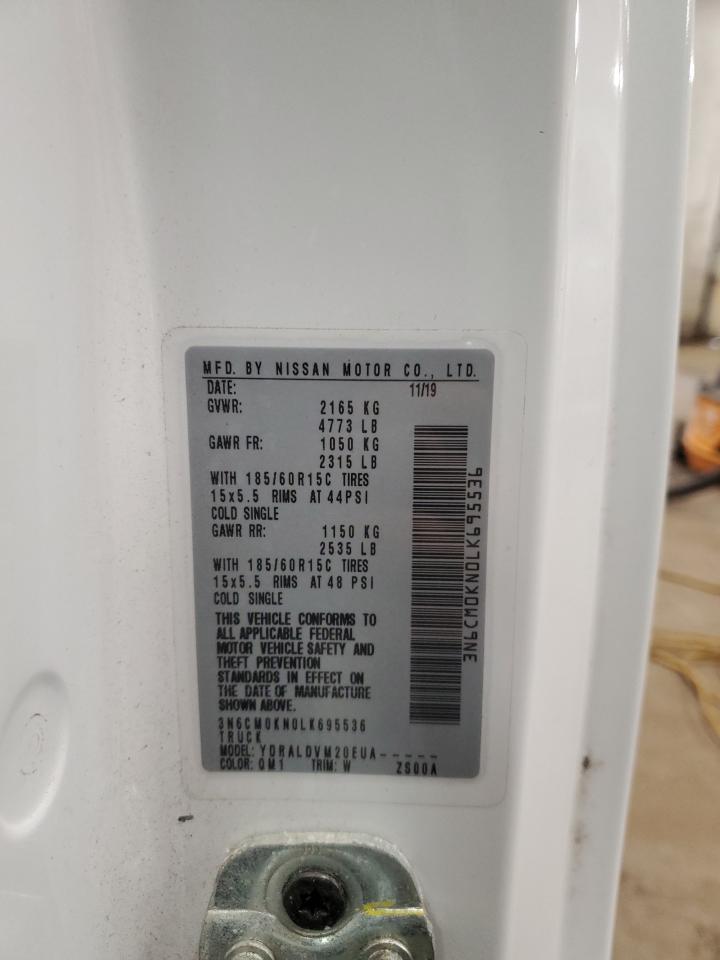 MFD. BY NISSAN MOTOR CO., LTD.
DATE: 11/19
GVWR: 2165 KG
4773 LB
GAWR FR: 1050 KG
2315 LB
WITH 185/60R15C TIRES
15x5.5 RIMS AT 44PSI
COLD SINGLE
GAWR RR: 1150 KG
2535 LB
WITH 185/60R15C TIRES
15x5.5 RIMS AT 48 PSI
COLD SINGLE
THIS VEHICLE CONFORMS TO
ALL APPLICABLE FEDERAL
MOTOR VEHICLE SAFETY AND
THEFT PREVENTION
STANDARDS IN EFFECT ON
THE DATE OF MANUFACTURE
SHOWN ABOVE.
3N6CM0KN0LK695536
TRUCK
MODEL: YDRALDVM20EUA-----
COLOR: QM1 TRIM: W ZS00A
3N6CM0KN0LK695536